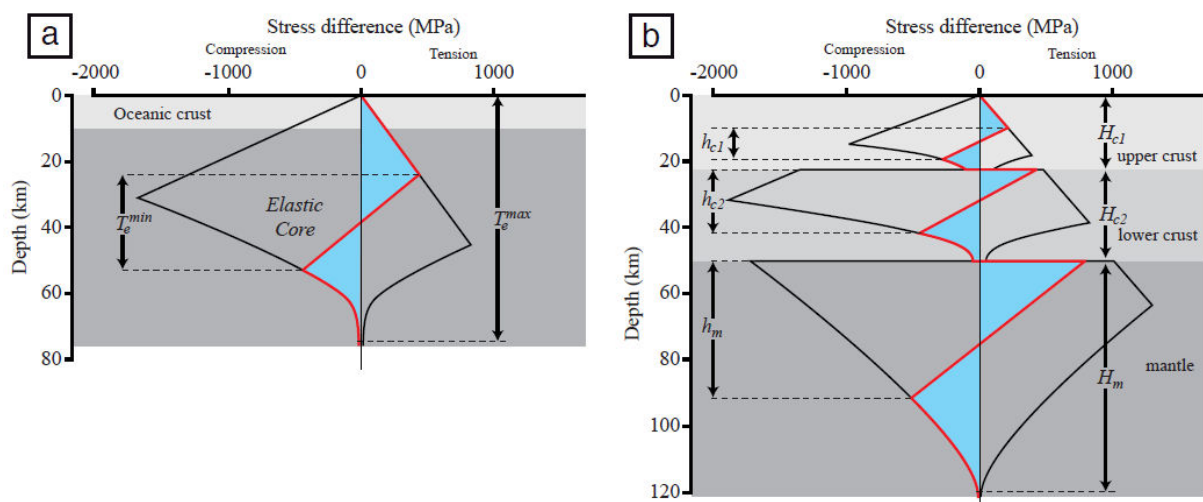 a
Stress difference (MPa)
Compression
Tension
-2000
-1000
0
1000
0
20
40
60
80
Depth (km)
Oceanic crust
Elastic
Core
T_e^min
T_e^max
b
Stress difference (MPa)
Compression
Tension
-2000
-1000
0
1000
0
20
40
60
80
100
120
Depth (km)
h_c1
H_c1
upper crust
h_c2
H_c2
lower crust
h_m
H_m
mantle